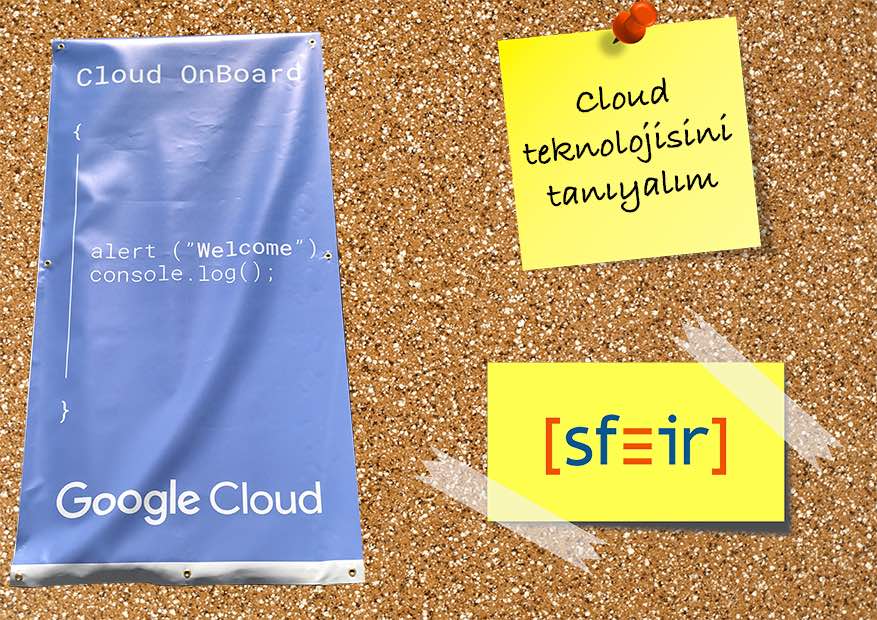 Cloud OnBoard
{
alert ("Welcome");
console.log();
}
Google Cloud
Cloud
teknolojisini
tanıyalım
[sfeir]